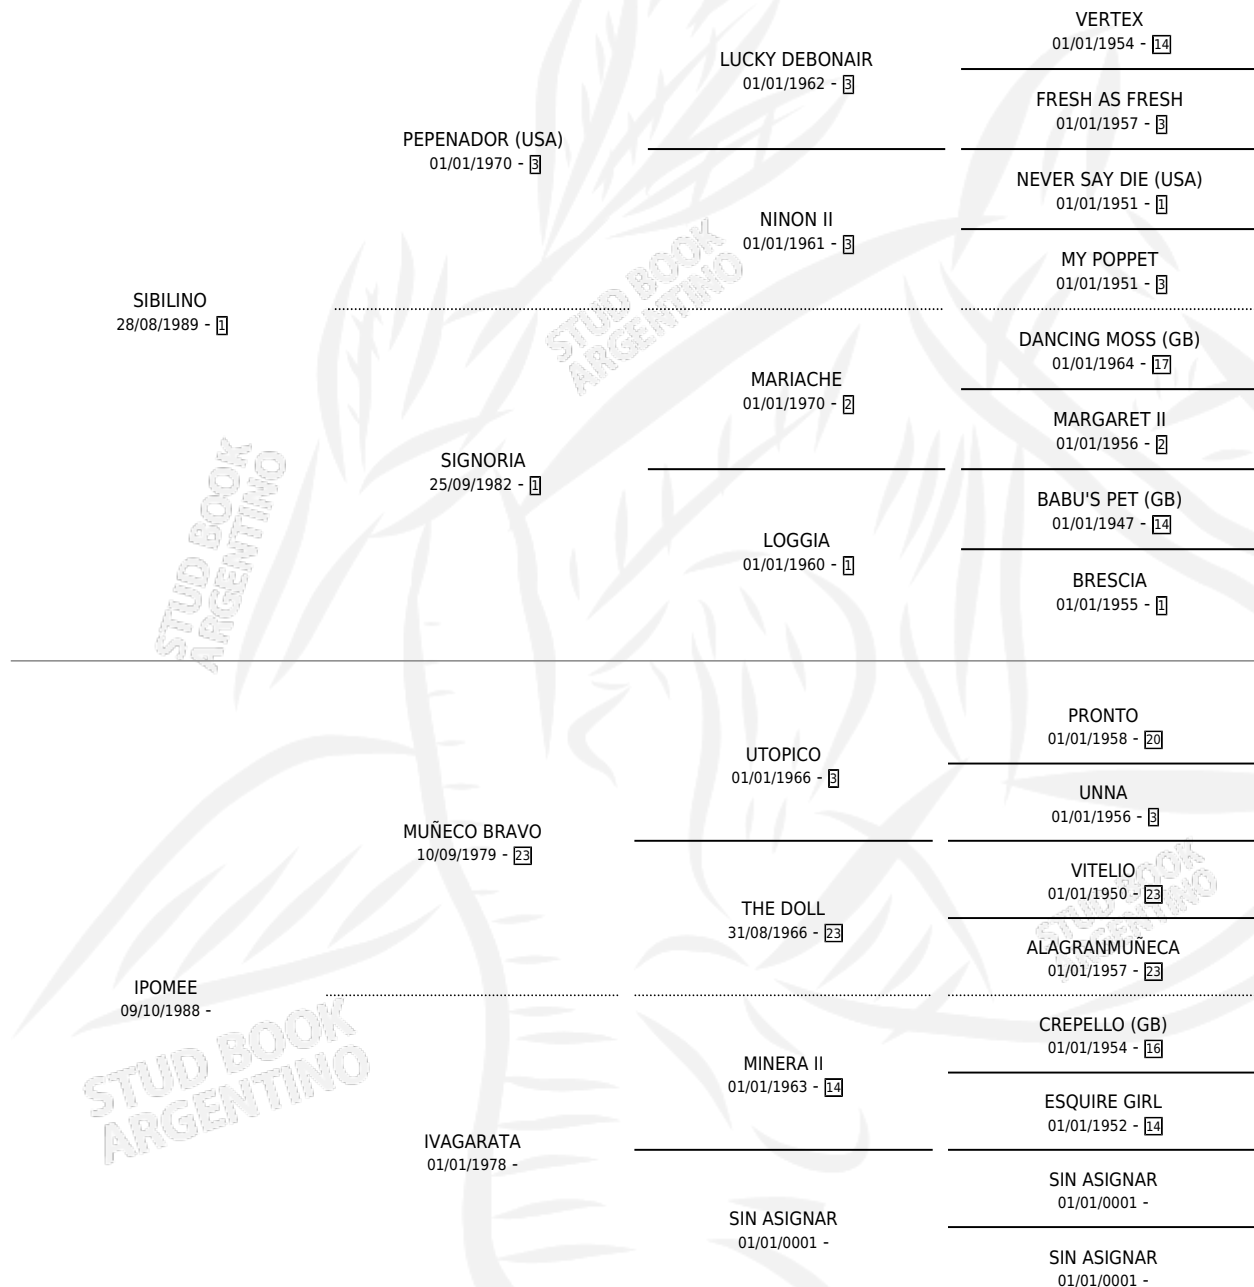 SIBILINO
28/08/1989 - 1
PEPENADOR (USA)
01/01/1970 - 3
SIGNORIA
25/09/1982 - 1
LUCKY DEBONAIR
01/01/1962 - 3
NINON II
01/01/1961 - 3
MARIACHE
01/01/1970 - 2
LOGGIA
01/01/1960 - 1
VERTEX
01/01/1954 - 14
FRESH AS FRESH
01/01/1957 - 3
NEVER SAY DIE (USA)
01/01/1951 - 1
MY POPPET
01/01/1951 - 3
DANCING MOSS (GB)
01/01/1964 - 17
MARGARET II
01/01/1956 - 2
BABU'S PET (GB)
01/01/1947 - 14
BRESCIA
01/01/1955 - 1
IPOMEE
09/10/1988 -
MUÑECO BRAVO
10/09/1979 - 23
IVAGARATA
01/01/1978 -
UTOPICO
01/01/1966 - 3
THE DOLL
31/08/1966 - 23
MINERA II
01/01/1963 - 14
SIN ASIGNAR
01/01/0001 -
PRONTO
01/01/1958 - 20
UNNA
01/01/1956 - 3
VITELIO
01/01/1950 - 23
ALAGRANMUÑECA
01/01/1957 - 23
CREPELLO (GB)
01/01/1954 - 16
ESQUIRE GIRL
01/01/1952 - 14
SIN ASIGNAR
01/01/0001 -
SIN ASIGNAR
01/01/0001 -
STUD BOOK
ARGENTINO
STUD BOOK
ARGENTINO
STUD BOOK
ARGENTINO
STUD BOOK
ARGENTINO